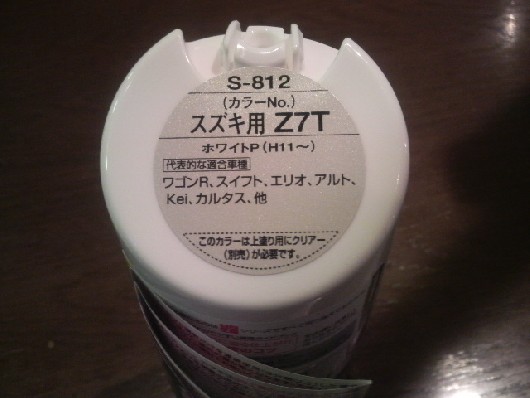 S-812
(カラーNo.)
スズキ用 Z7T
ホワイトP(H11～)
代表的な適合車種
ワゴンR、スイフト、エリオ、アルト、
Kei、カルタス、他
このカラーは上塗り用にクリアー
(別売)が必要です。